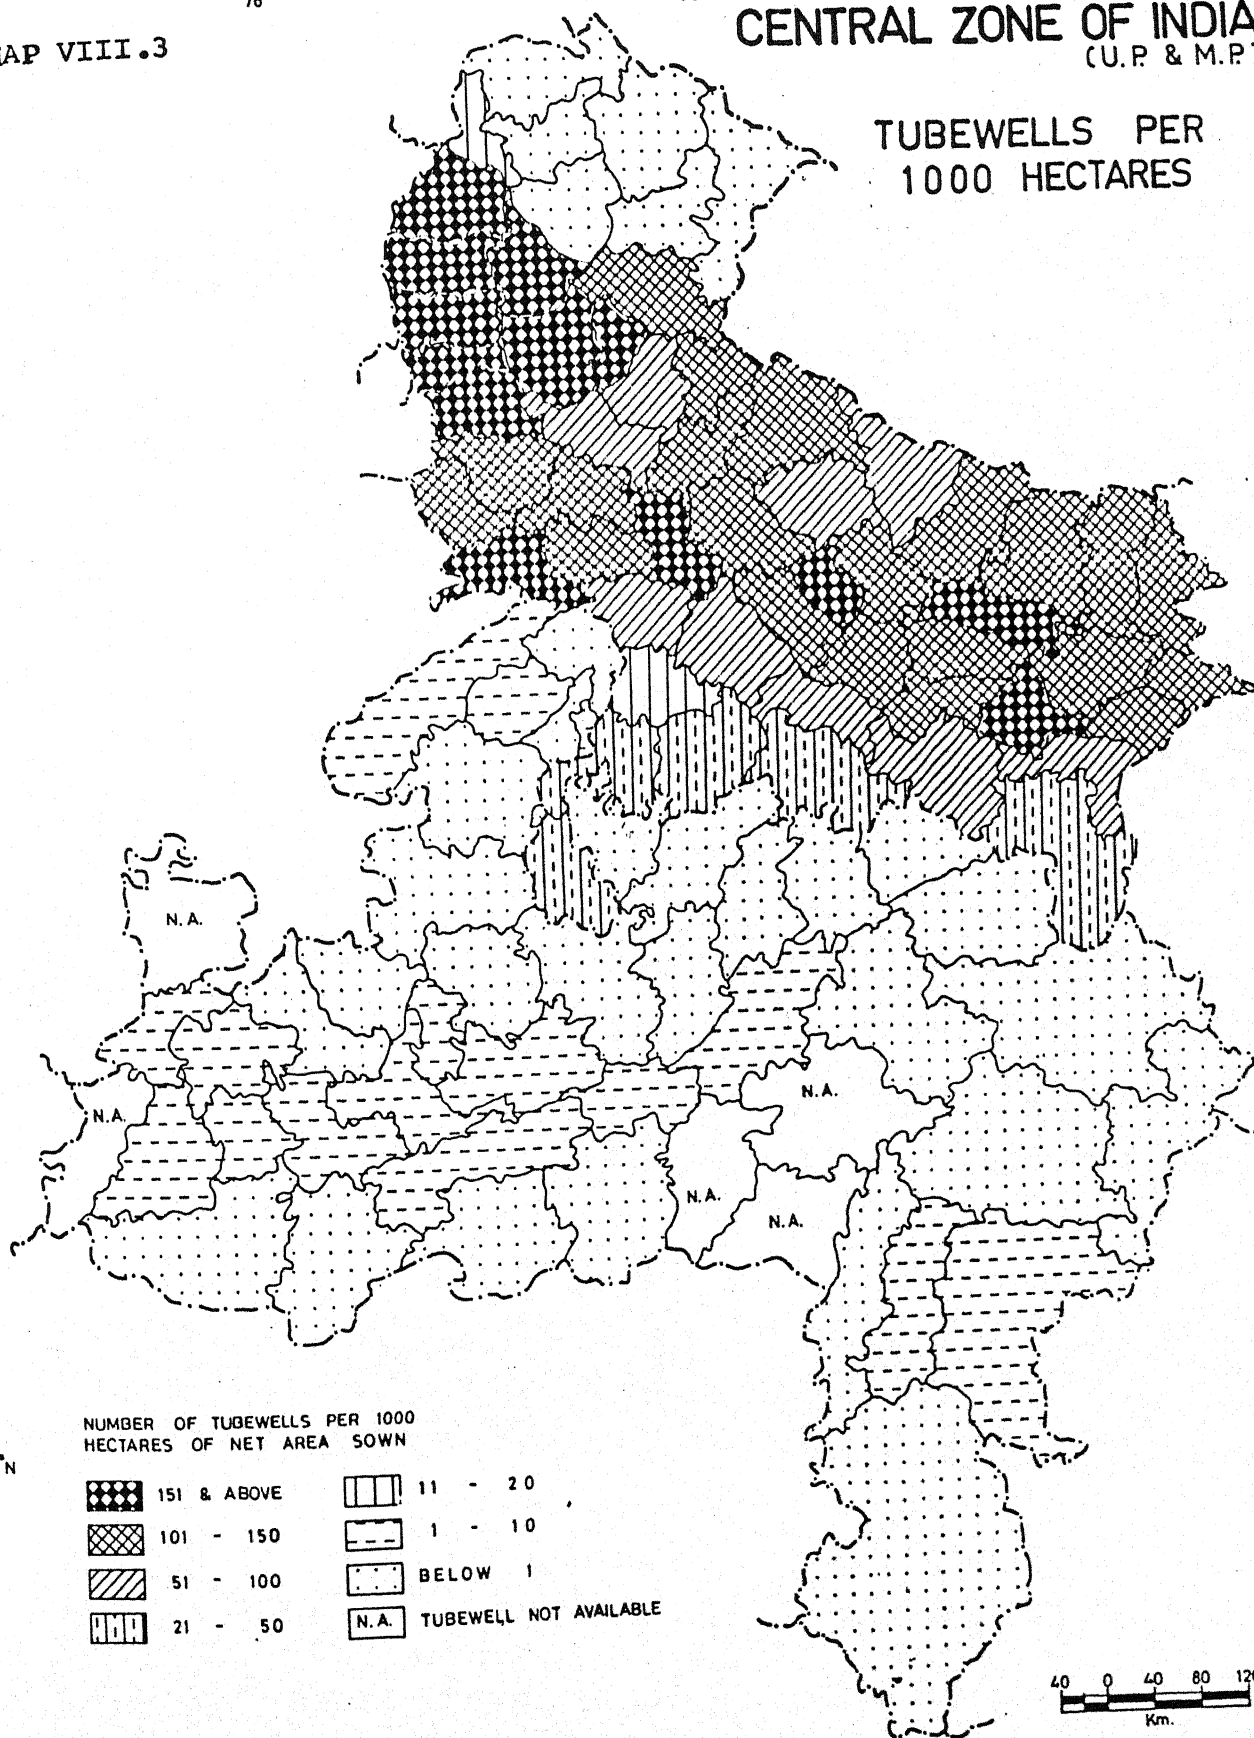 76
AP VIII.3
CENTRAL ZONE OF INDIA
(U.P. & M.P.)
TUBEWELLS PER
1000 HECTARES
N.A.
N.A.
N.A.
N.A.
N.A.
NUMBER OF TUBEWELLS PER 1000
HECTARES OF NET AREA SOWN
151 & ABOVE
101 - 150
51 - 100
21 - 50
11 - 20
1 - 10
BELOW 1
N.A. TUBEWELL NOT AVAILABLE
N
40 0 40 80 120
Km.